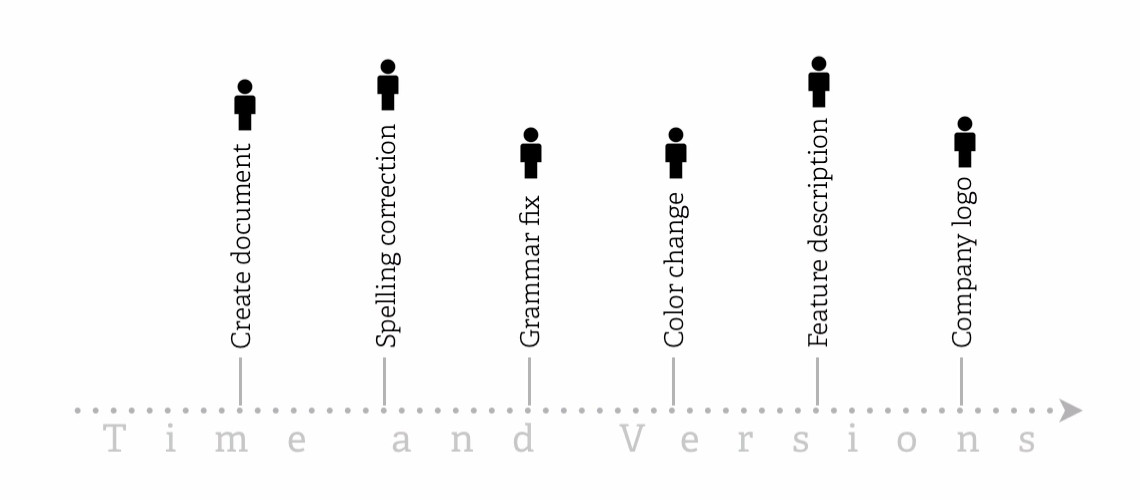 Create document
Spelling correction
Grammar fix
Color change
Feature description
Company logo
Time and Versions